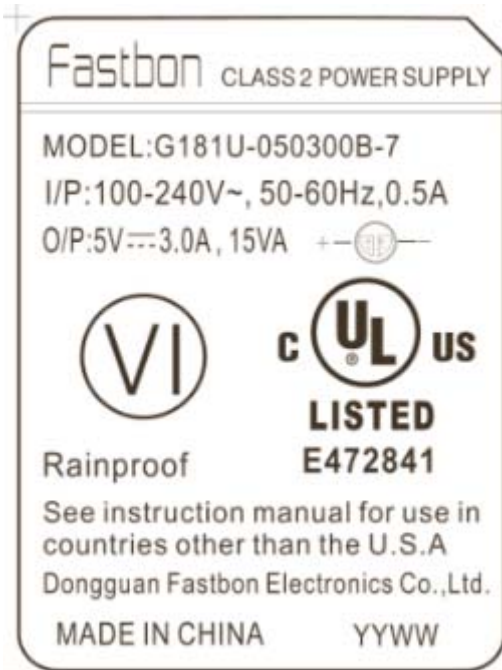 Fastbon CLASS 2 POWER SUPPLY
MODEL:G181U-050300B-7
I/P:100-240V~, 50-60Hz,0.5A
O/P:5V⎓3.0A, 15VA + -
VI
C UL® US
LISTED
Rainproof E472841
See instruction manual for use in
countries other than the U.S.A
Dongguan Fastbon Electronics Co.,Ltd.
MADE IN CHINA YYWW